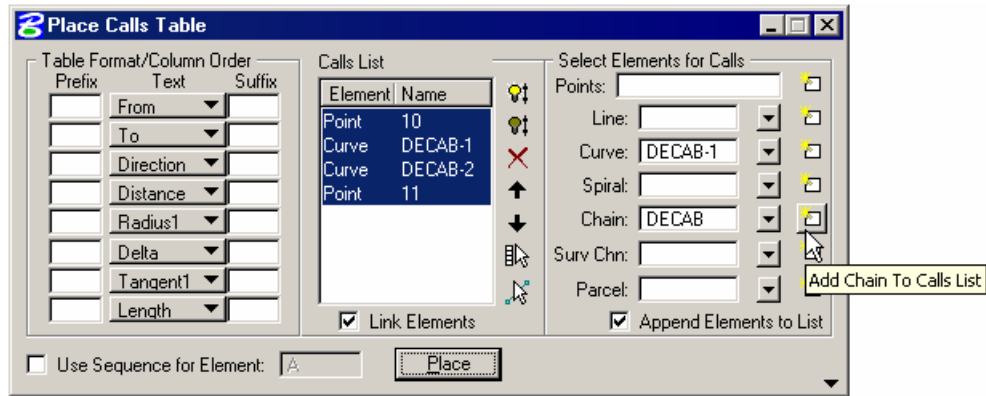 Place Calls Table
Table Format/Column Order
Prefix Text Suffix
From
To
Direction
Distance
Radius1
Delta
Tangent1
Length
Calls List
Element Name
Point 10
Curve DECAB-1
Curve DECAB-2
Point 11
Link Elements
Select Elements for Calls
Points:
Line:
Curve: DECAB-1
Spiral:
Chain: DECAB
Surv Chn:
Parcel:
Add Chain To Calls List
Append Elements to List
Use Sequence for Element: A
Place